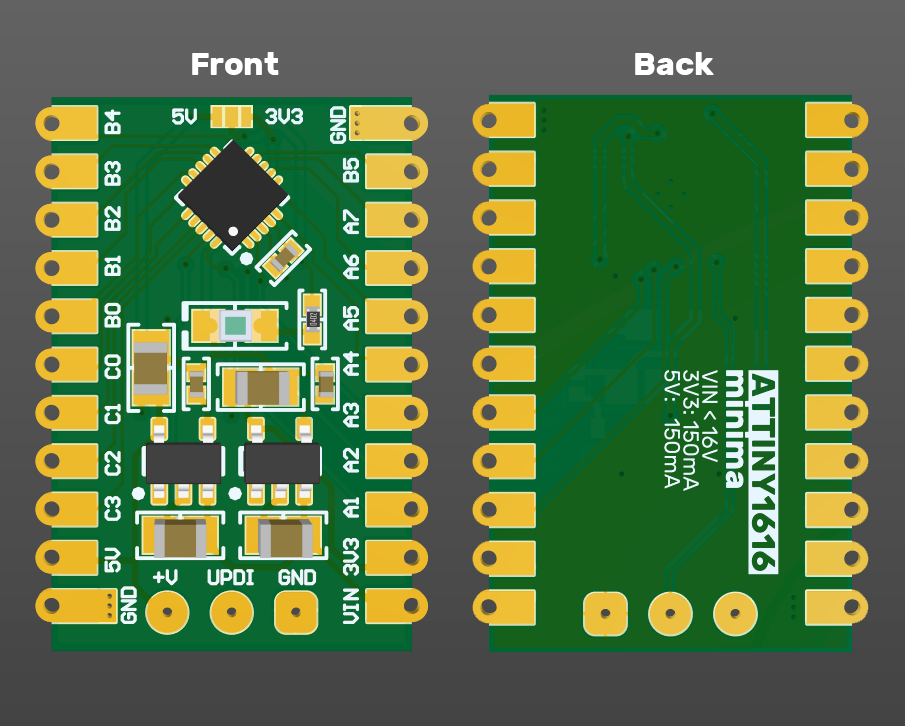 Front
Back
5V
3V3
GND
B4
B3
B2
B1
B0
C0
C1
C2
C3
5V
GND
B5
A7
A6
A5
A4
A3
A2
A1
3V3
VIN
0402
+V
UPDI
GND
ATTINY1616
minima
VIN < 16V
3V3: 150mA
5V: 150mA